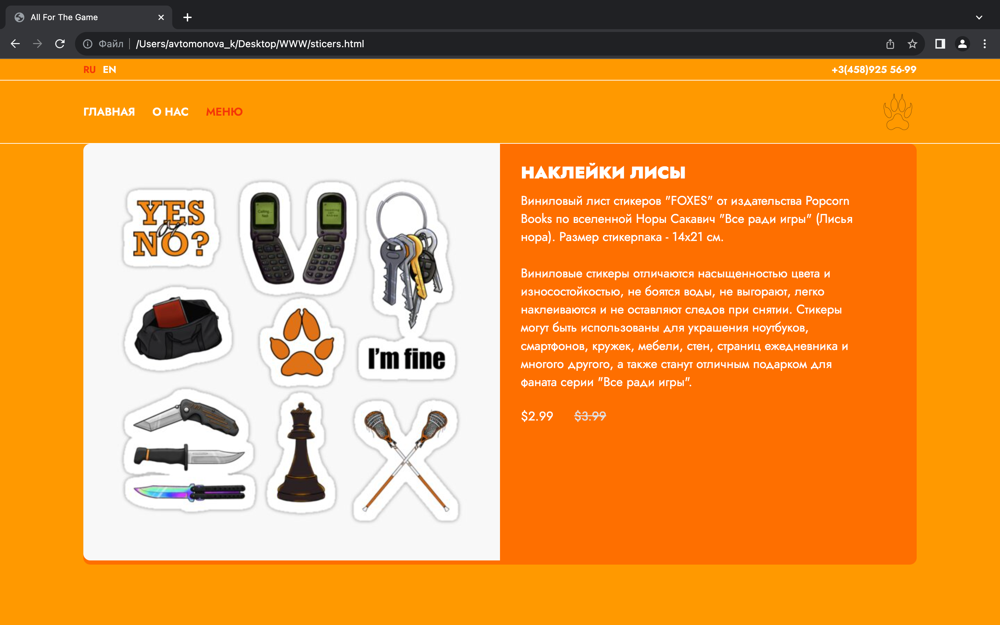 All For The Game
Файл /Users/avtomonova_k/Desktop/WWW/sticers.html
RU EN +3(458)925 56-99
ГЛАВНАЯ О НАС МЕНЮ
YES
or
NO?
Calling...
Neil
Incoming
call
Andrew
I'm fine
НАКЛЕЙКИ ЛИСЫ
Виниловый лист стикеров "FOXES" от издательства Popcorn
Books по вселенной Норы Сакавич "Все ради игры" (Лисья
нора). Размер стикерпака - 14x21 см.
Виниловые стикеры отличаются насыщенностью цвета и
износостойкостью, не боятся воды, не выгорают, легко
наклеиваются и не оставляют следов при снятии. Стикеры
могут быть использованы для украшения ноутбуков,
смартфонов, кружек, мебели, стен, страниц ежедневника и
многого другого, а также станут отличным подарком для
фаната серии "Все ради игры".
$2.99 $3.99